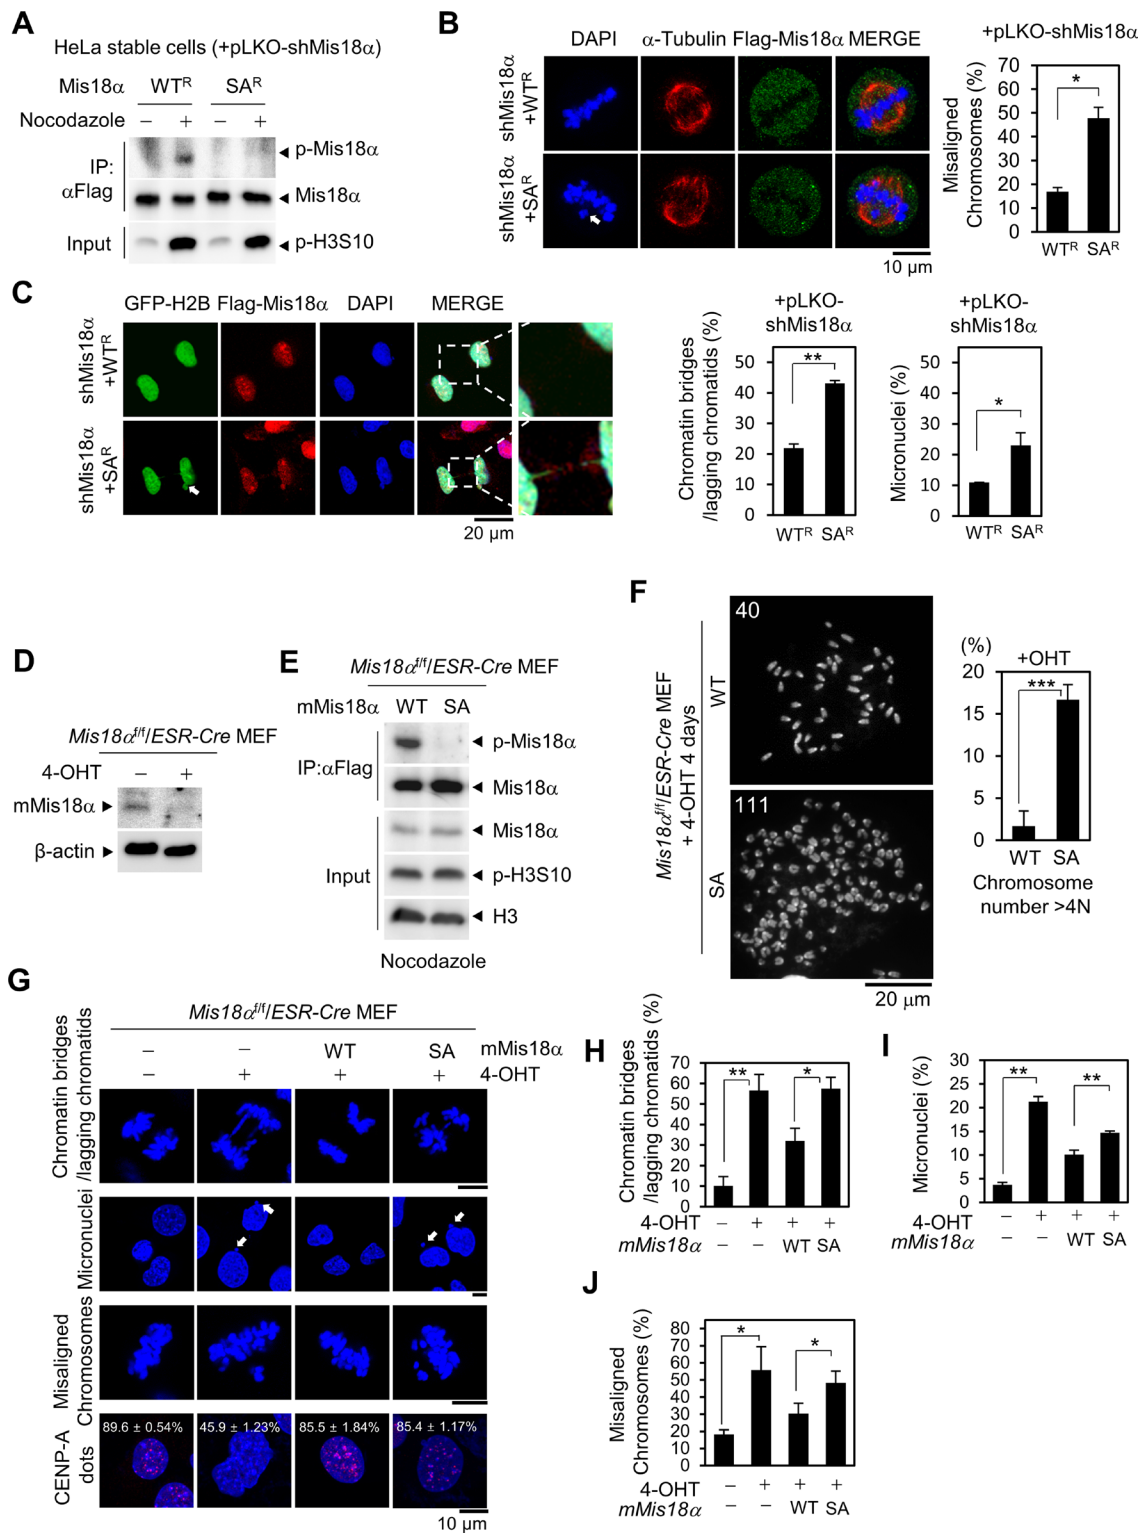 A
HeLa stable cells (+pLKO-shMis18α)
Mis18α WTᴿ SAᴿ
Nocodazole – + – +
IP: αFlag
p-Mis18α
Mis18α
Input
p-H3S10
B
DAPI α-Tubulin Flag-Mis18α MERGE
shMis18α +WTᴿ
shMis18α +SAᴿ
10 µm
+pLKO-shMis18α
Misaligned Chromosomes (%)
70
60
50
40
30
20
10
0
*
WTᴿ SAᴿ
C
GFP-H2B Flag-Mis18α DAPI MERGE
shMis18α +WTᴿ
shMis18α +SAᴿ
20 µm
+pLKO-
shMis18α
Chromatin bridges /lagging chromatids (%)
50
40
30
20
10
0
**
WTᴿ SAᴿ
+pLKO-
shMis18α
Micronuclei (%)
50
40
30
20
10
0
*
WTᴿ SAᴿ
D
Mis18αᶠ/ᶠ/ESR-Cre MEF
4-OHT – +
mMis18α
β-actin
E
Mis18αᶠ/ᶠ/ESR-Cre MEF
mMis18α WT SA
IP:αFlag
p-Mis18α
Mis18α
Input
Mis18α
p-H3S10
H3
Nocodazole
F
Mis18αᶠ/ᶠ/ESR-Cre MEF
+ 4-OHT 4 days
WT
40
SA
111
20 µm
(%)
+OHT
20
15
10
5
0
***
WT SA
Chromosome
number >4N
G
Mis18αᶠ/ᶠ/ESR-Cre MEF
– – WT SA mMis18α
– + + + 4-OHT
Chromatin bridges /lagging chromatids
Micronuclei
Misaligned Chromosomes
CENP-A dots
89.6 ± 0.54% 45.9 ± 1.23% 85.5 ± 1.84% 85.4 ± 1.17%
10 µm
H
Chromatin bridges /lagging chromatids (%)
70
60
50
40
30
20
10
0
** *
4-OHT – + + +
mMis18α – – WT SA
I
Micronuclei (%)
30
25
20
15
10
5
0
** **
4-OHT – + + +
mMis18α – – WT SA
J
Misaligned Chromosomes (%)
80
70
60
50
40
30
20
10
0
* *
4-OHT – + + +
mMis18α – – WT SA